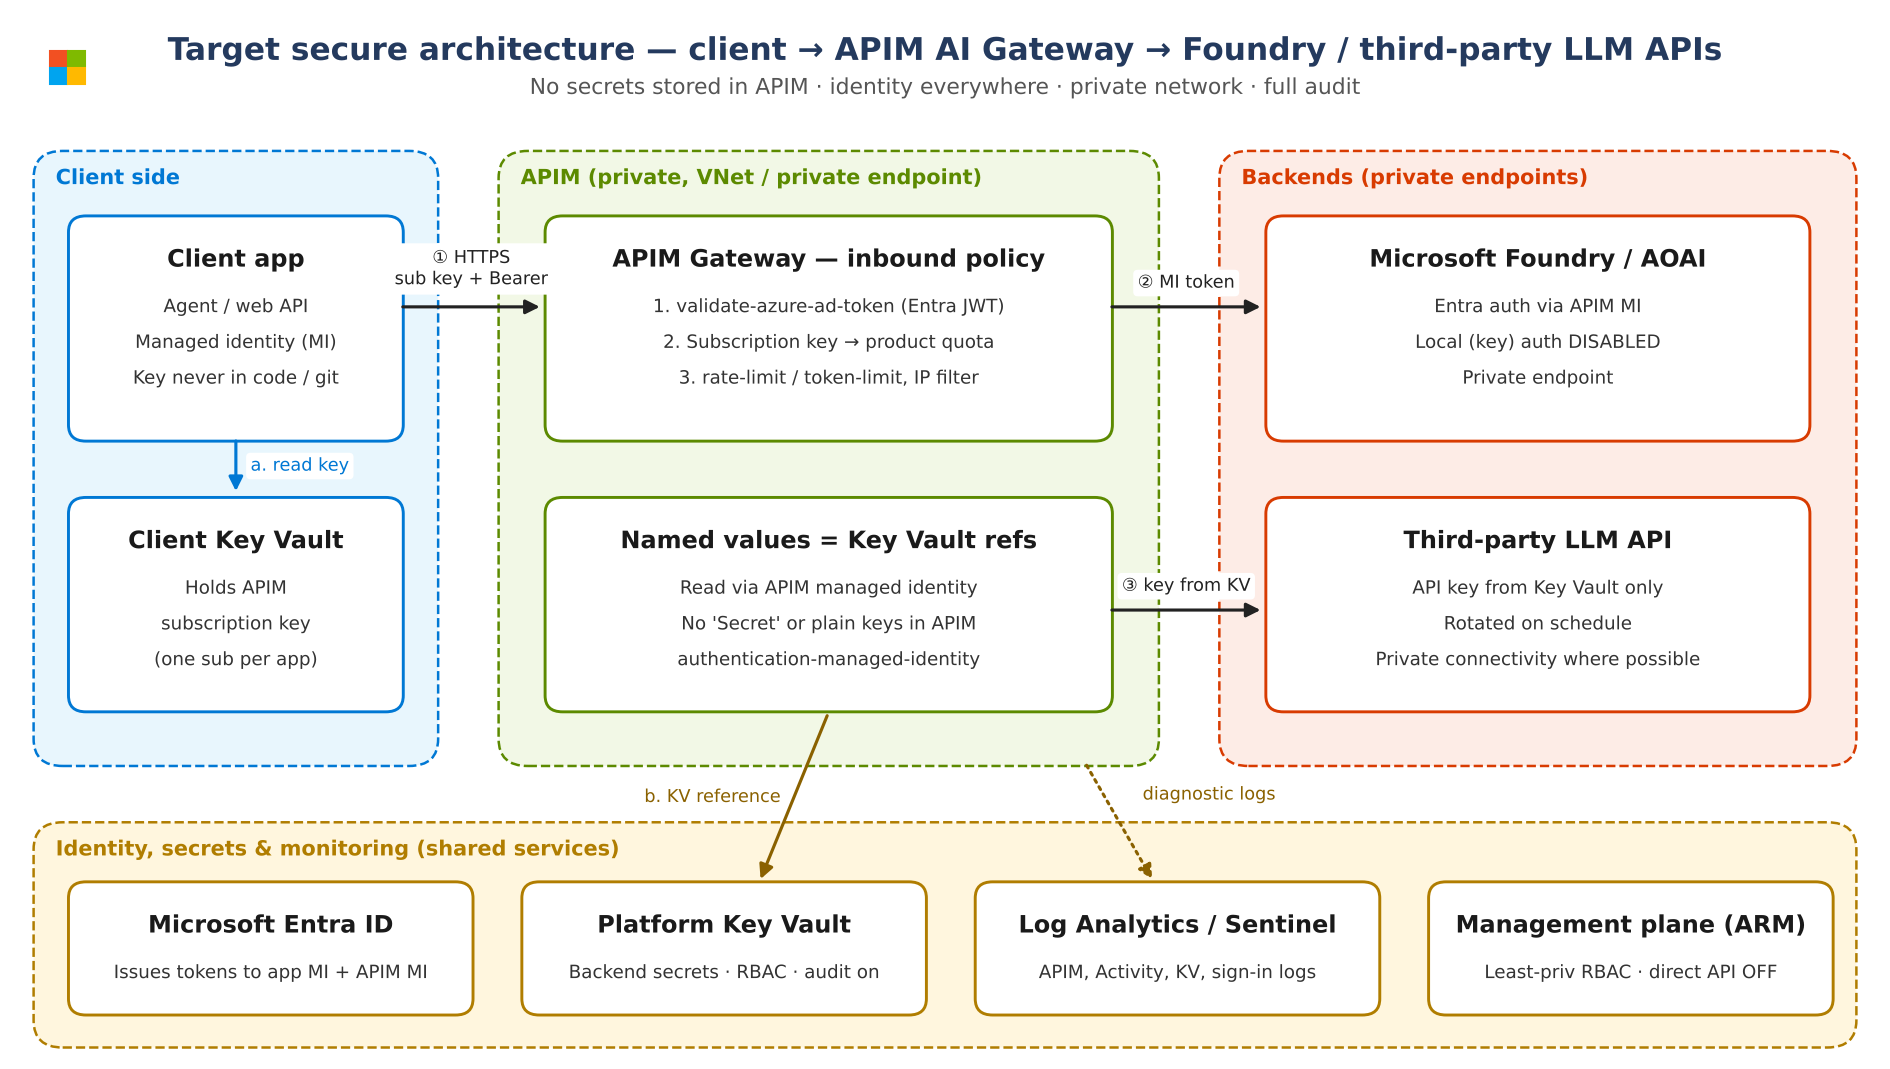 Target secure architecture — client → APIM AI Gateway → Foundry / third-party LLM APIs
No secrets stored in APIM · identity everywhere · private network · full audit
Client side
Client app
Agent / web API
Managed identity (MI)
Key never in code / git
a. read key
Client Key Vault
Holds APIM
subscription key
(one sub per app)
① HTTPS
sub key + Bearer
APIM (private, VNet / private endpoint)
APIM Gateway — inbound policy
1. validate-azure-ad-token (Entra JWT)
2. Subscription key → product quota
3. rate-limit / token-limit, IP filter
Named values = Key Vault refs
Read via APIM managed identity
No 'Secret' or plain keys in APIM
authentication-managed-identity
② MI token
③ key from KV
Backends (private endpoints)
Microsoft Foundry / AOAI
Entra auth via APIM MI
Local (key) auth DISABLED
Private endpoint
Third-party LLM API
API key from Key Vault only
Rotated on schedule
Private connectivity where possible
b. KV reference
diagnostic logs
Identity, secrets & monitoring (shared services)
Microsoft Entra ID
Issues tokens to app MI + APIM MI
Platform Key Vault
Backend secrets · RBAC · audit on
Log Analytics / Sentinel
APIM, Activity, KV, sign-in logs
Management plane (ARM)
Least-priv RBAC · direct API OFF